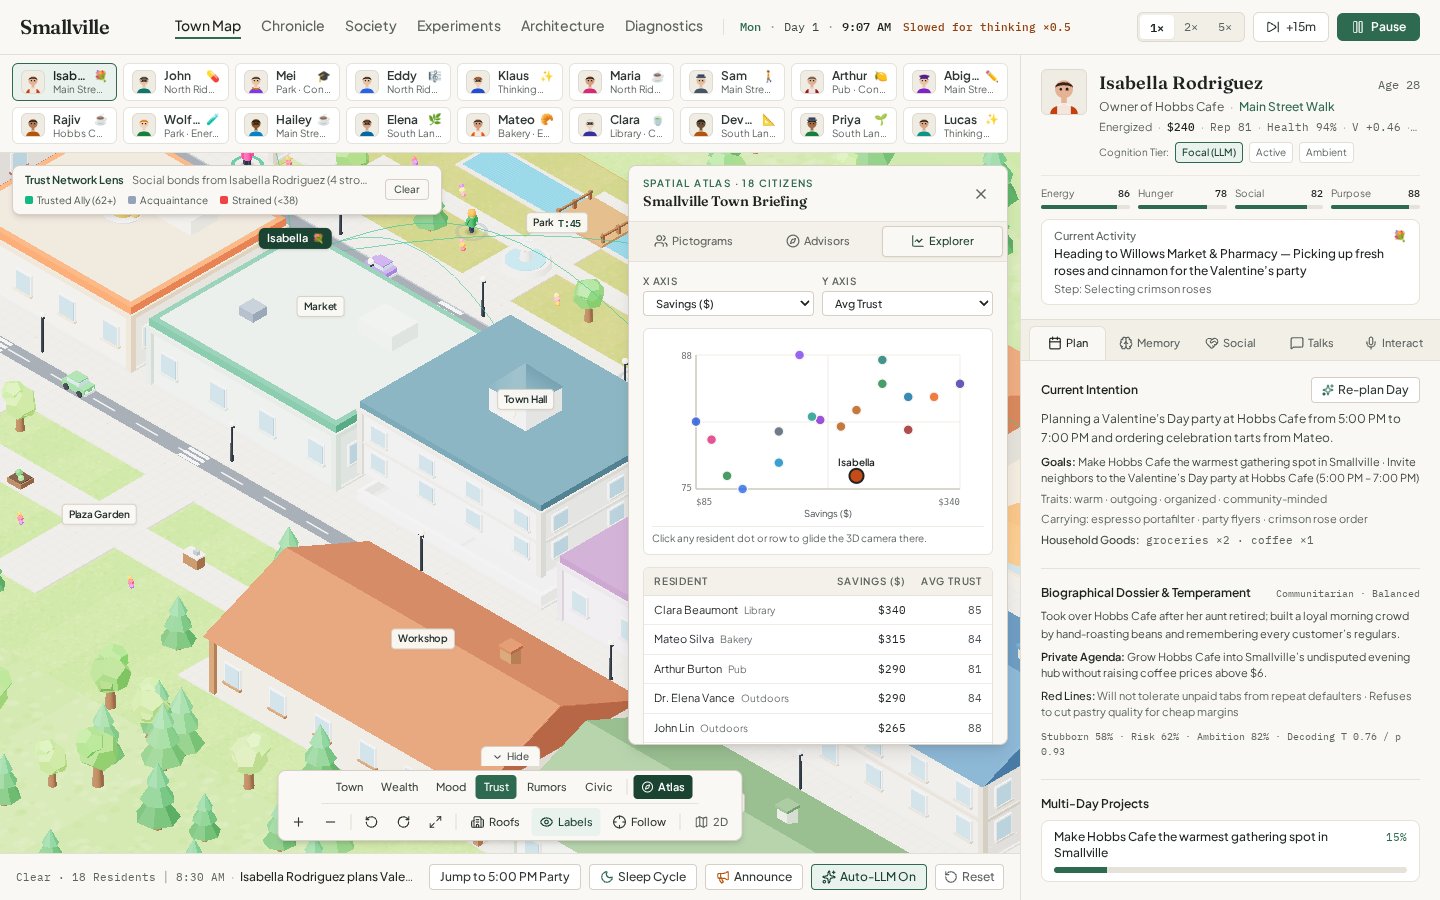 Smallville
Town Map Chronicle Society Experiments Architecture Diagnostics
Mon · Day 1 · 9:07 AM Slowed for thinking ×0.5
1× 2× 5× +15m Pause
Isab... John Mei Eddy Klaus Maria Sam Arthur Abig...
Main Stre... North Rid... Park · Con... North Rid... Thinking... North Rid... Main Stre... Pub · Con... Main Stre...
Rajiv Wolf... Hailey Elena Mateo Clara Dev... Priya Lucas
Hobbs C... Park · Ener... Main Stre... South Lan... Bakery · E... Library · C... South Lan... South Lan... Thinking...
Trust Network Lens Social bonds from Isabella Rodriguez (4 stro...
Trusted Ally (62+) Acquaintance Strained (<38)
Clear
Isabella
Park T:45
Market
Town Hall
Plaza Garden
Workshop
SPATIAL ATLAS · 18 CITIZENS
Smallville Town Briefing
Pictograms Advisors Explorer
X AXIS Y AXIS
Savings ($) Avg Trust
88
Isabella
75
$85 $340
Savings ($)
Click any resident dot or row to glide the 3D camera there.
RESIDENT SAVINGS ($) AVG TRUST
Clara Beaumont Library $340 85
Mateo Silva Bakery $315 84
Arthur Burton Pub $290 81
Dr. Elena Vance Outdoors $290 84
John Lin Outdoors $265 88
Hide
Town Wealth Mood Trust Rumors Civic Atlas
Roofs Labels Follow 2D
Clear · 18 Residents | 8:30 AM · Isabella Rodriguez plans Vale...
Jump to 5:00 PM Party Sleep Cycle Announce Auto-LLM On Reset
Isabella Rodriguez Age 28
Owner of Hobbs Cafe · Main Street Walk
Energized · $240 · Rep 81 · Health 94% · V +0.46 ·...
Cognition Tier: Focal (LLM) Active Ambient
Energy 86 Hunger 78 Social 82 Purpose 88
Current Activity
Heading to Willows Market & Pharmacy — Picking up fresh
roses and cinnamon for the Valentine's party
Step: Selecting crimson roses
Plan Memory Social Talks Interact
Current Intention Re-plan Day
Planning a Valentine's Day party at Hobbs Cafe from 5:00 PM to
7:00 PM and ordering celebration tarts from Mateo.
Goals: Make Hobbs Cafe the warmest gathering spot in Smallville · Invite
neighbors to the Valentine's Day party at Hobbs Cafe (5:00 PM – 7:00 PM)
Traits: warm · outgoing · organized · community-minded
Carrying: espresso portafilter · party flyers · crimson rose order
Household Goods: groceries ×2 · coffee ×1
Biographical Dossier & Temperament Communitarian · Balanced
Took over Hobbs Cafe after her aunt retired; built a loyal morning crowd
by hand-roasting beans and remembering every customer's regulars.
Private Agenda: Grow Hobbs Cafe into Smallville's undisputed evening
hub without raising coffee prices above $6.
Red Lines: Will not tolerate unpaid tabs from repeat defaulters · Refuses
to cut pastry quality for cheap margins
Stubborn 58% · Risk 62% · Ambition 82% · Decoding T 0.76 / p
0.93
Multi-Day Projects
Make Hobbs Cafe the warmest gathering spot in 15%
Smallville